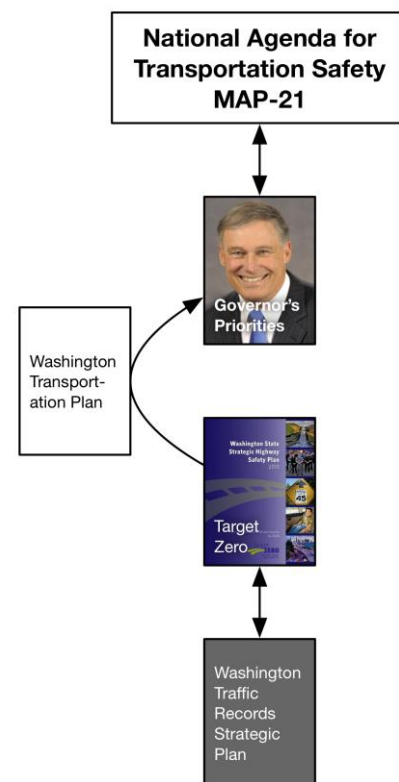 National Agenda for
Transportation Safety
MAP-21
Governor's
Priorities
Washington
Transport-
ation Plan
Washington State
Strategic Highway
Safety Plan
Target
Zero
ZERO
45
Washington
Traffic
Records
Strategic
Plan